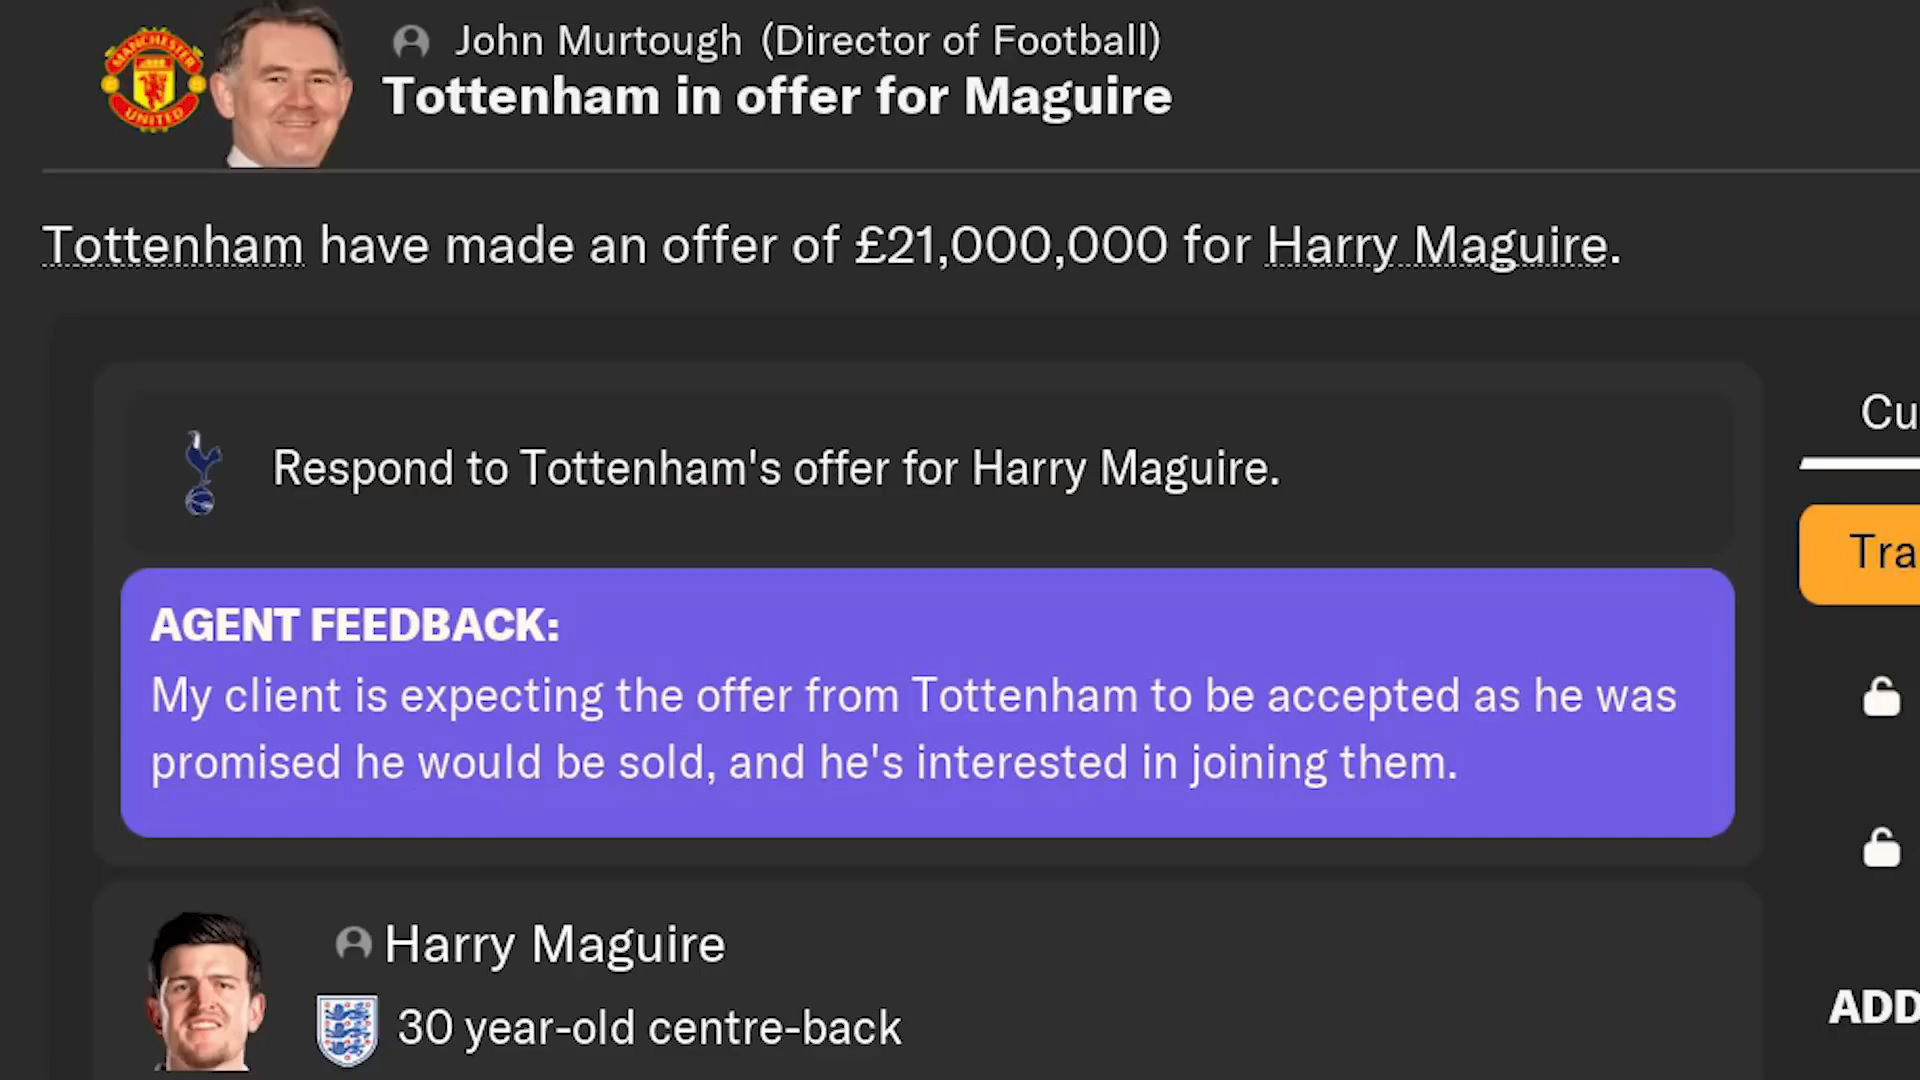 John Murtough (Director of Football)
MANCHESTER
UNITED
Tottenham in offer for Maguire
Tottenham have made an offer of £21,000,000 for Harry Maguire.
Respond to Tottenham's offer for Harry Maguire.
Cu
Tra
AGENT FEEDBACK:
My client is expecting the offer from Tottenham to be accepted as he was
promised he would be sold, and he's interested in joining them.
Harry Maguire
30 year-old centre-back
ADD